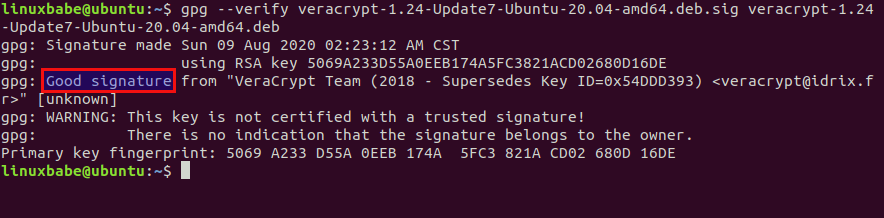 linuxbabe@ubuntu:~$ gpg --verify veracrypt-1.24-Update7-Ubuntu-20.04-amd64.deb.sig veracrypt-1.24
-Update7-Ubuntu-20.04-amd64.deb
gpg: Signature made Sun 09 Aug 2020 02:23:12 AM CST
gpg:                using RSA key 5069A233D55A0EEB174A5FC3821ACD02680D16DE
gpg: Good signature from "VeraCrypt Team (2018 - Supersedes Key ID=0x54DDD393) <veracrypt@idrix.f
r>" [unknown]
gpg: WARNING: This key is not certified with a trusted signature!
gpg:          There is no indication that the signature belongs to the owner.
Primary key fingerprint: 5069 A233 D55A 0EEB 174A  5FC3 821A CD02 680D 16DE
linuxbabe@ubuntu:~$